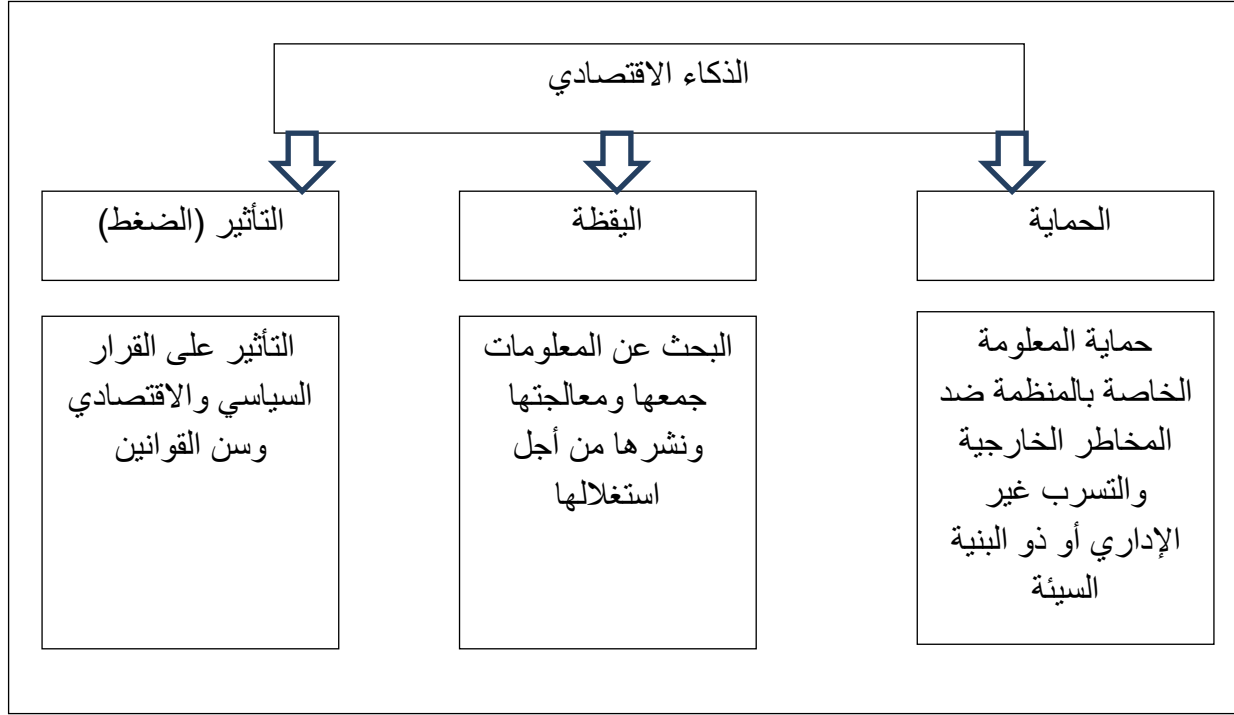 الذكاء الاقتصادي
الحماية
اليقظة
التأثير (الضغط)
حماية المعلومة
الخاصة بالمنظمة ضد
المخاطر الخارجية
والتسرب غير
الإداري أو ذو البنية
السيئة
البحث عن المعلومات
جمعها ومعالجتها
ونشرها من أجل
استغلالها
التأثير على القرار
السياسي والاقتصادي
وسن القوانين